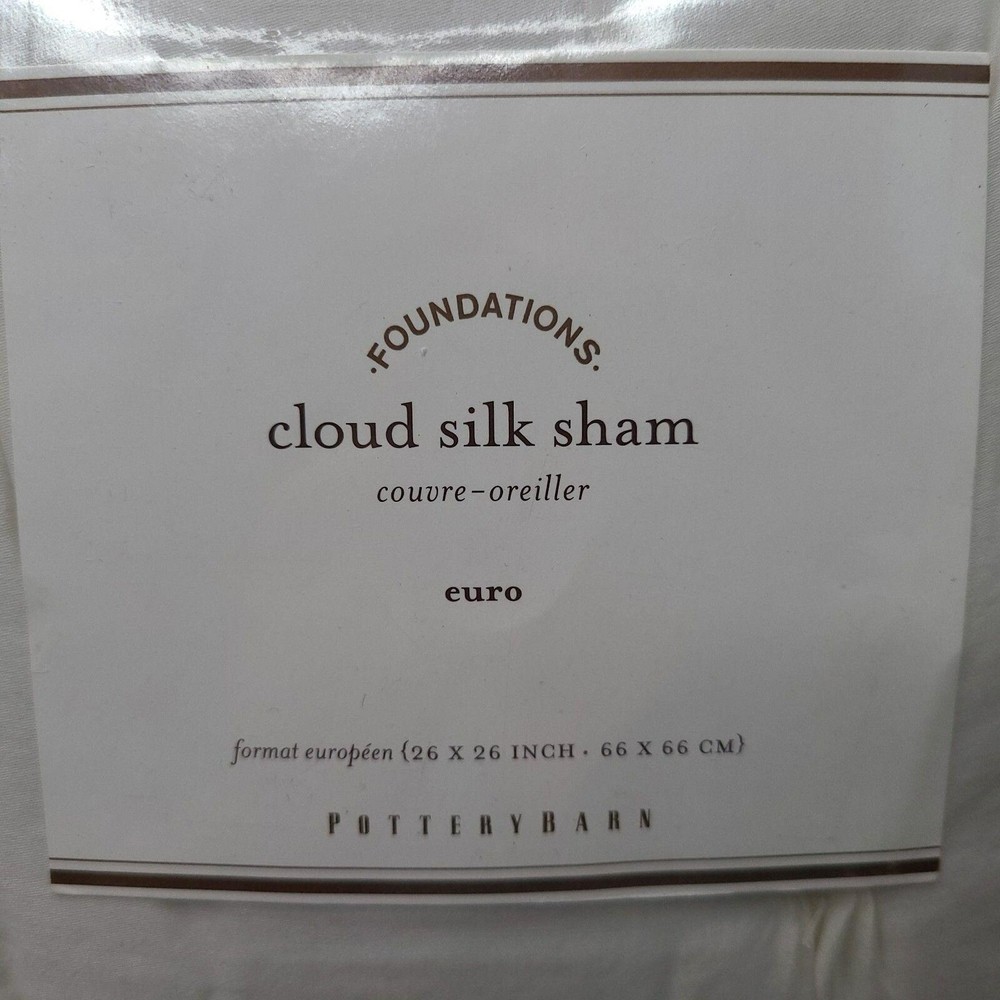 ·FOUNDATIONS·
cloud silk sham
couvre-oreiller
euro
format européen {26 X 26 INCH · 66 X 66 CM}
POTTERYBARN